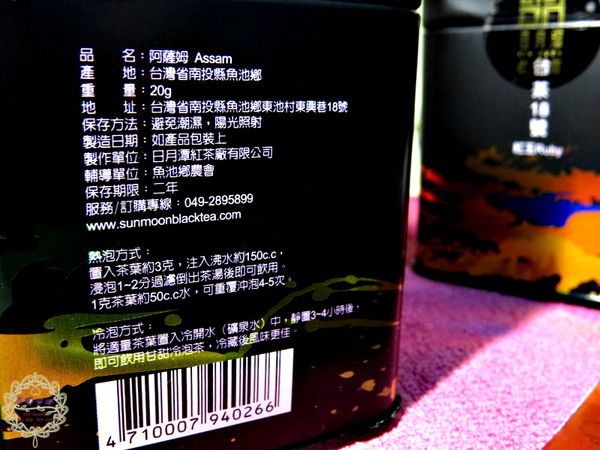 品　名：阿薩姆 Assam
產　地：台灣省南投縣魚池鄉
重　量：20g
地　址：台灣省南投縣魚池鄉東池村東興巷18號
保存方法：避免潮濕，陽光照射
製造日期：如產品包裝上
製作單位：日月潭紅茶廠有限公司
輔導單位：魚池鄉農會
保存期限：二年
服務/訂購專線：049-2895899
www.sunmoonblacktea.com
熱泡方式：
置入茶葉約3克，注入沸水約150c.c，
浸泡1~2分過濾倒出茶湯後即可飲用。
1克茶葉約50c.c水，可重覆沖泡4-5次。
冷泡方式：
將適量茶葉置入冷開水（礦泉水）中，靜置3~4小時後，
即可飲用甘甜冷泡茶，冷藏後風味更佳。
4 710007 940266
台茶18號
紅玉Ruby